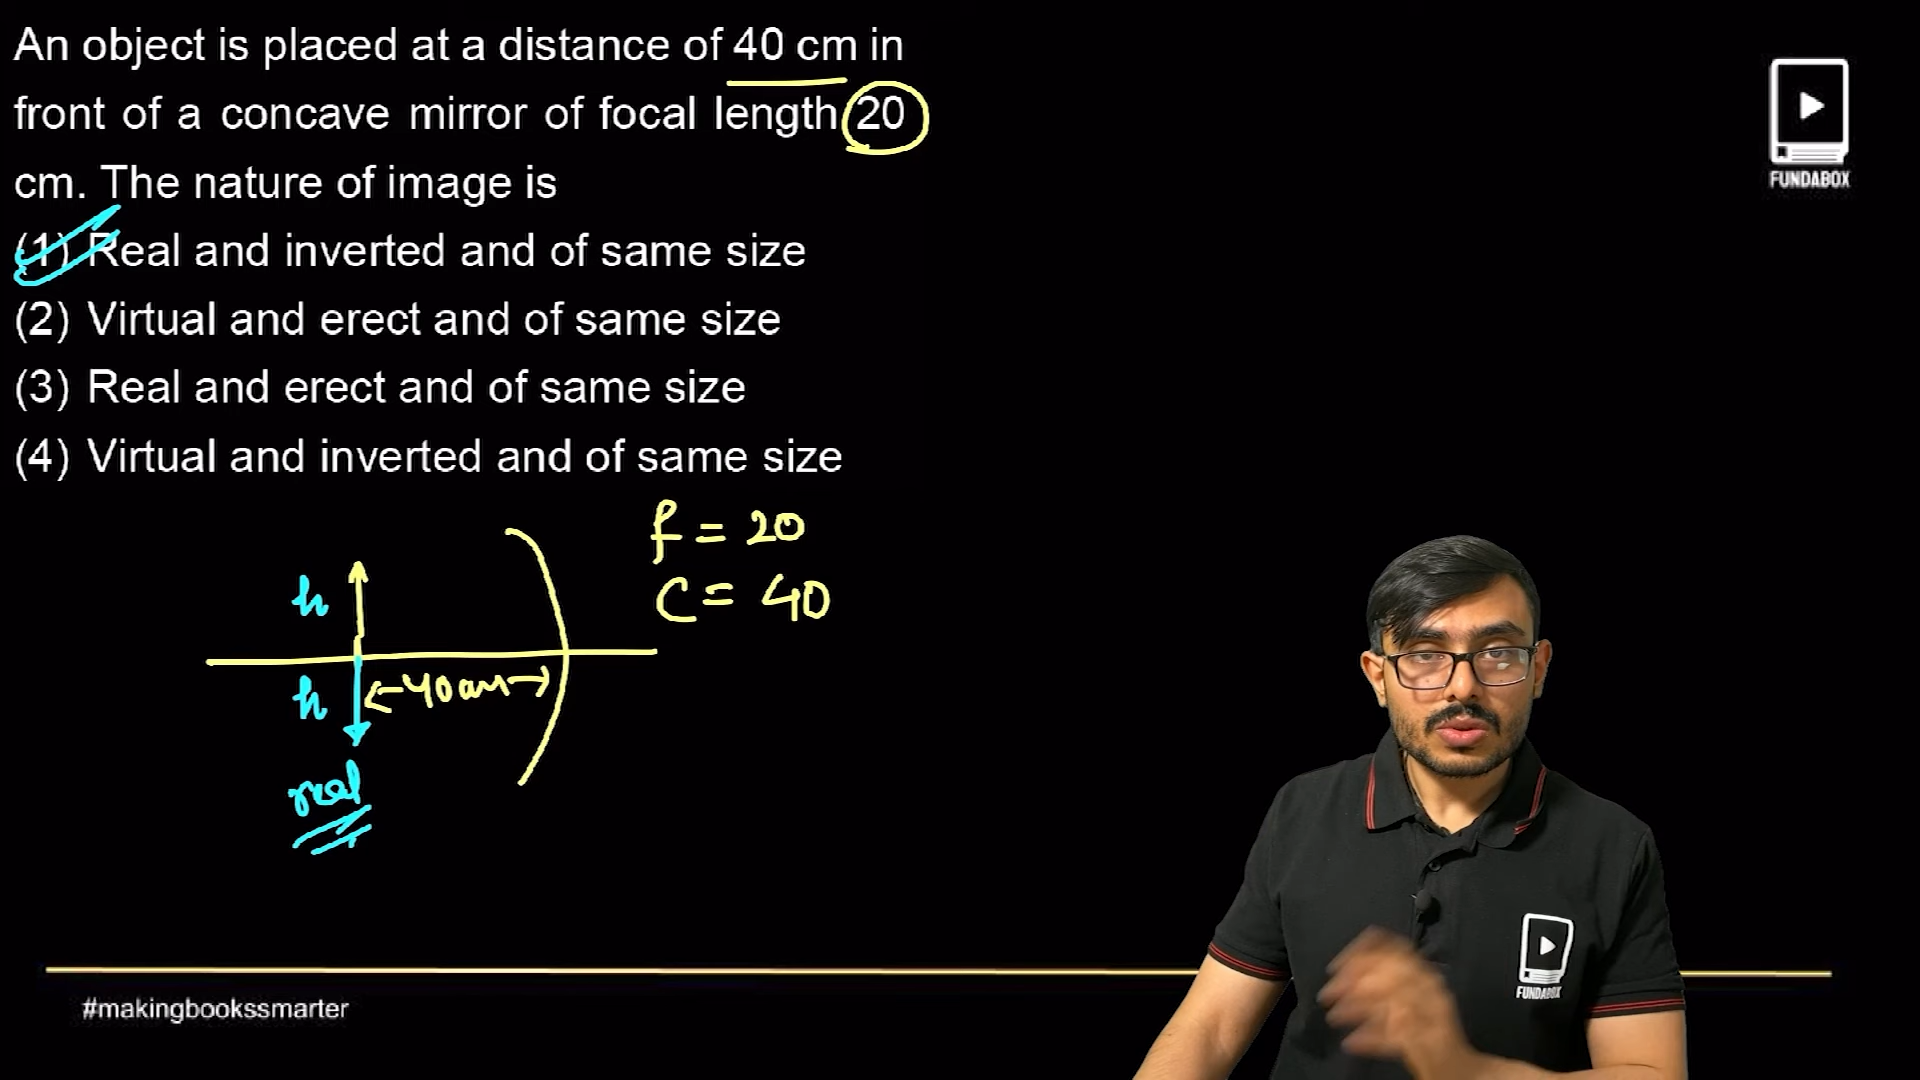 An object is placed at a distance of 40 cm in
front of a concave mirror of focal length 20
cm. The nature of image is
(1) Real and inverted and of same size
(2) Virtual and erect and of same size
(3) Real and erect and of same size
(4) Virtual and inverted and of same size
f = 20
C = 40
h
h
40cm
real
FUNDABOX
FUNDABOX
#makingbookssmarter